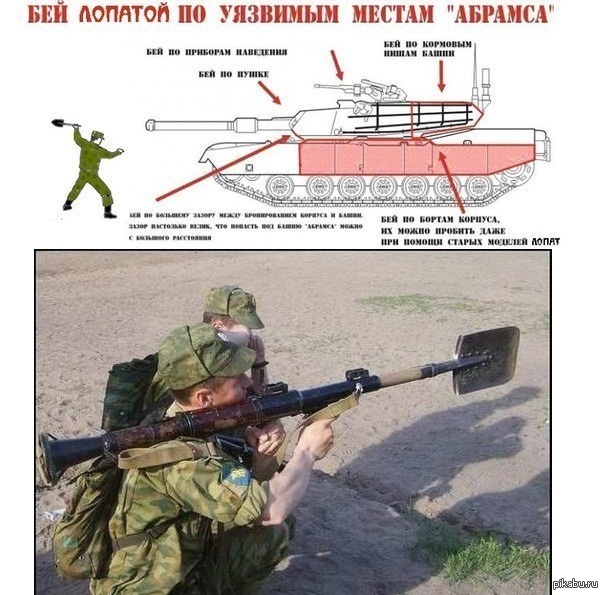 БЕЙ ЛОПАТОЙ ПО УЯЗВИМЫМ МЕСТАМ "АБРАМСА"
БЕЙ ПО ПРИБОРАМ НАВЕДЕНИЯ
БЕЙ ПО КОРМОВЫМ
НИШАМ БАШНИ
БЕЙ ПО ПУШКЕ
БЕЙ ПО БОЛЬШОМУ ЗАЗОРУ МЕЖДУ БРОНИРОВАНИЕМ КОРПУСА И БАШНИ.
ЗАЗОР НАСТОЛЬКО ВЕЛИК, ЧТО ПОПАСТЬ ПОД БАШНЮ "АБРАМСА" МОЖНО
С БОЛЬШОГО РАССТОЯНИЯ
БЕЙ ПО БОРТАМ КОРПУСА,
ИХ МОЖНО ПРОБИТЬ ДАЖЕ
ПРИ ПОМОЩИ СТАРЫХ МОДЕЛЕЙ ЛОПАТ
pikabu.ru